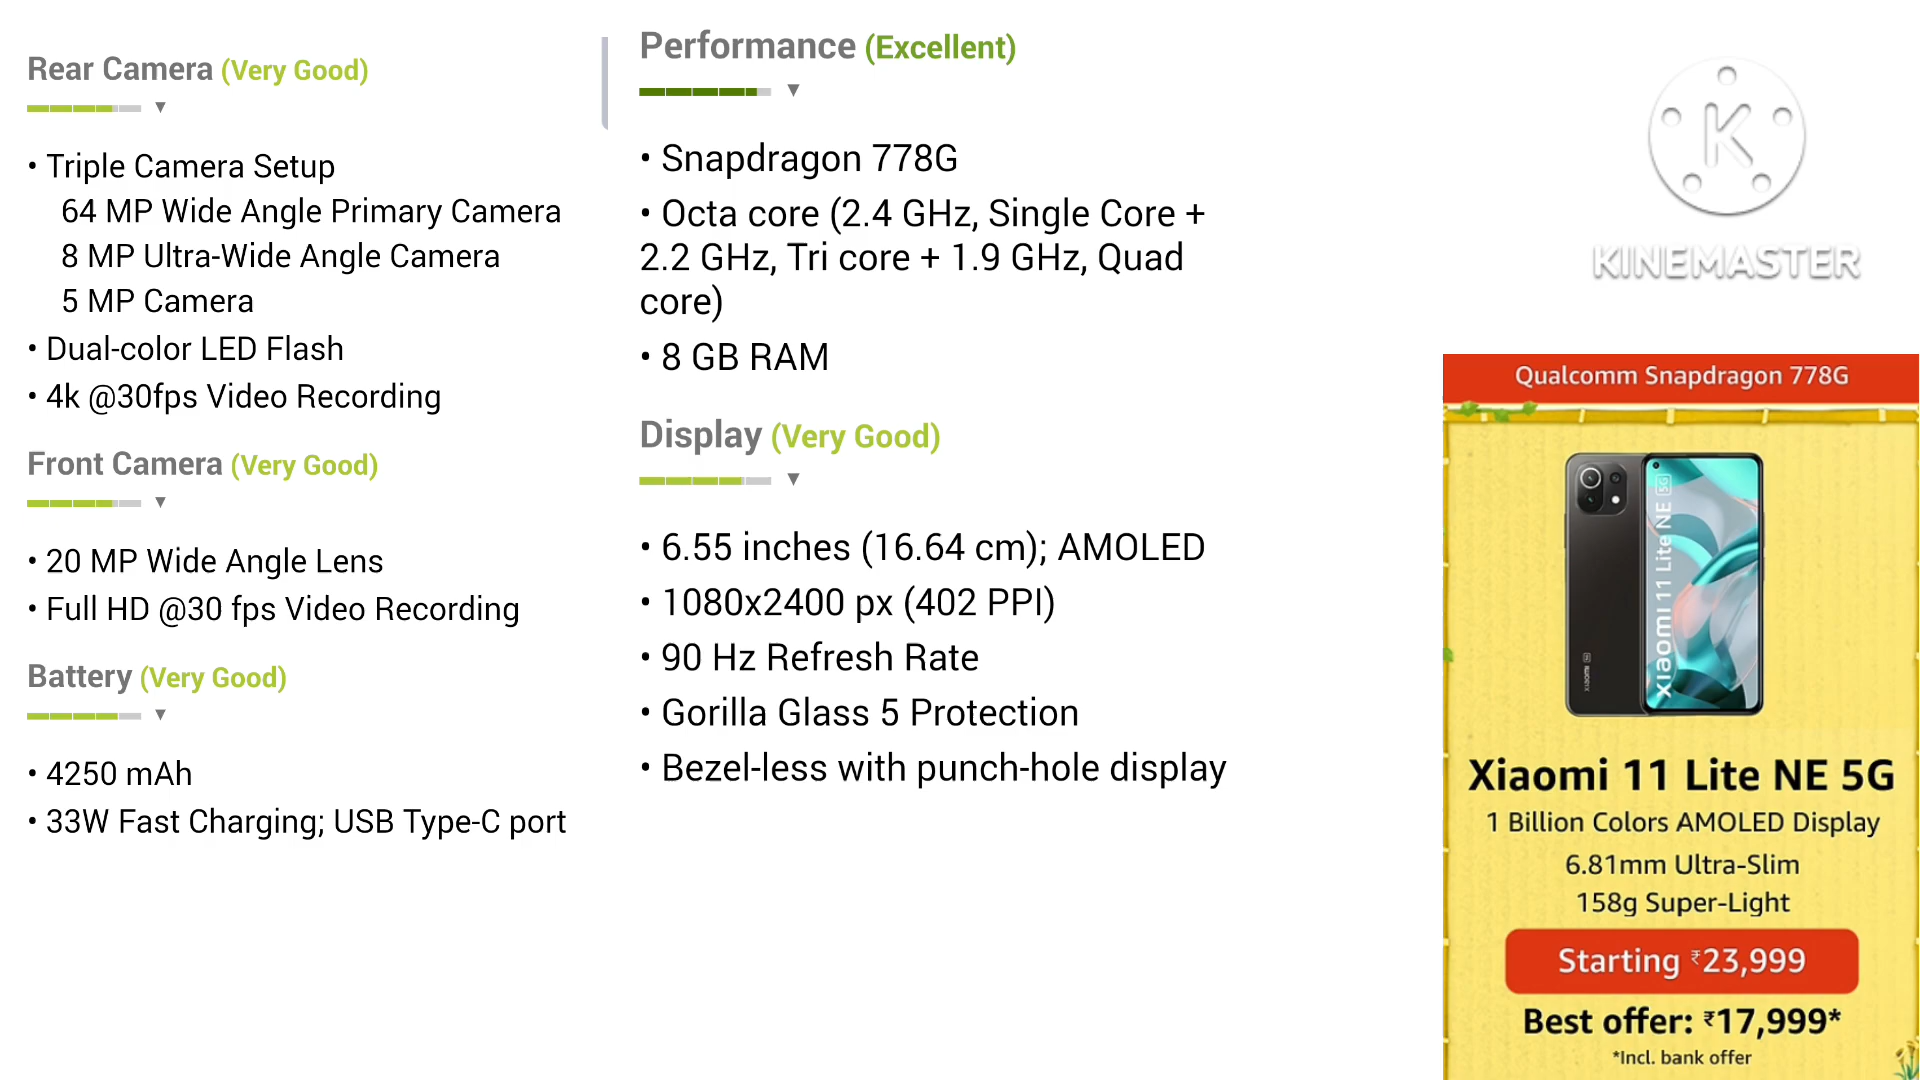 Rear Camera (Very Good)
• Triple Camera Setup
64 MP Wide Angle Primary Camera
8 MP Ultra-Wide Angle Camera
5 MP Camera
• Dual-color LED Flash
• 4k @30fps Video Recording
Front Camera (Very Good)
• 20 MP Wide Angle Lens
• Full HD @30 fps Video Recording
Battery (Very Good)
• 4250 mAh
• 33W Fast Charging; USB Type-C port
Performance (Excellent)
• Snapdragon 778G
• Octa core (2.4 GHz, Single Core +
2.2 GHz, Tri core + 1.9 GHz, Quad
core)
• 8 GB RAM
Display (Very Good)
• 6.55 inches (16.64 cm); AMOLED
• 1080x2400 px (402 PPI)
• 90 Hz Refresh Rate
• Gorilla Glass 5 Protection
• Bezel-less with punch-hole display
K
KINEMASTER
Qualcomm Snapdragon 778G
xiaomi 5G
Xiaomi 11 Lite NE 5G
Xiaomi 11 Lite NE 5G
1 Billion Colors AMOLED Display
6.81mm Ultra-Slim
158g Super-Light
Starting ₹23,999
Best offer: ₹17,999*
*Incl. bank offer